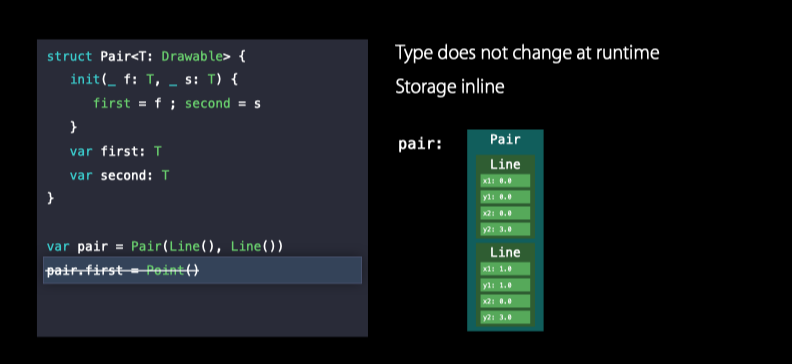 struct Pair<T: Drawable> {
init(_ f: T, _ s: T) {
first = f ; second = s
}
var first: T
var second: T
}
var pair = Pair(Line(), Line())
pair.first = Point()
Type does not change at runtime
Storage inline
pair:
Pair
Line
x1: 0.0
y1: 0.0
x2: 0.0
y2: 3.0
Line
x1: 1.0
y1: 1.0
x2: 0.0
y2: 3.0